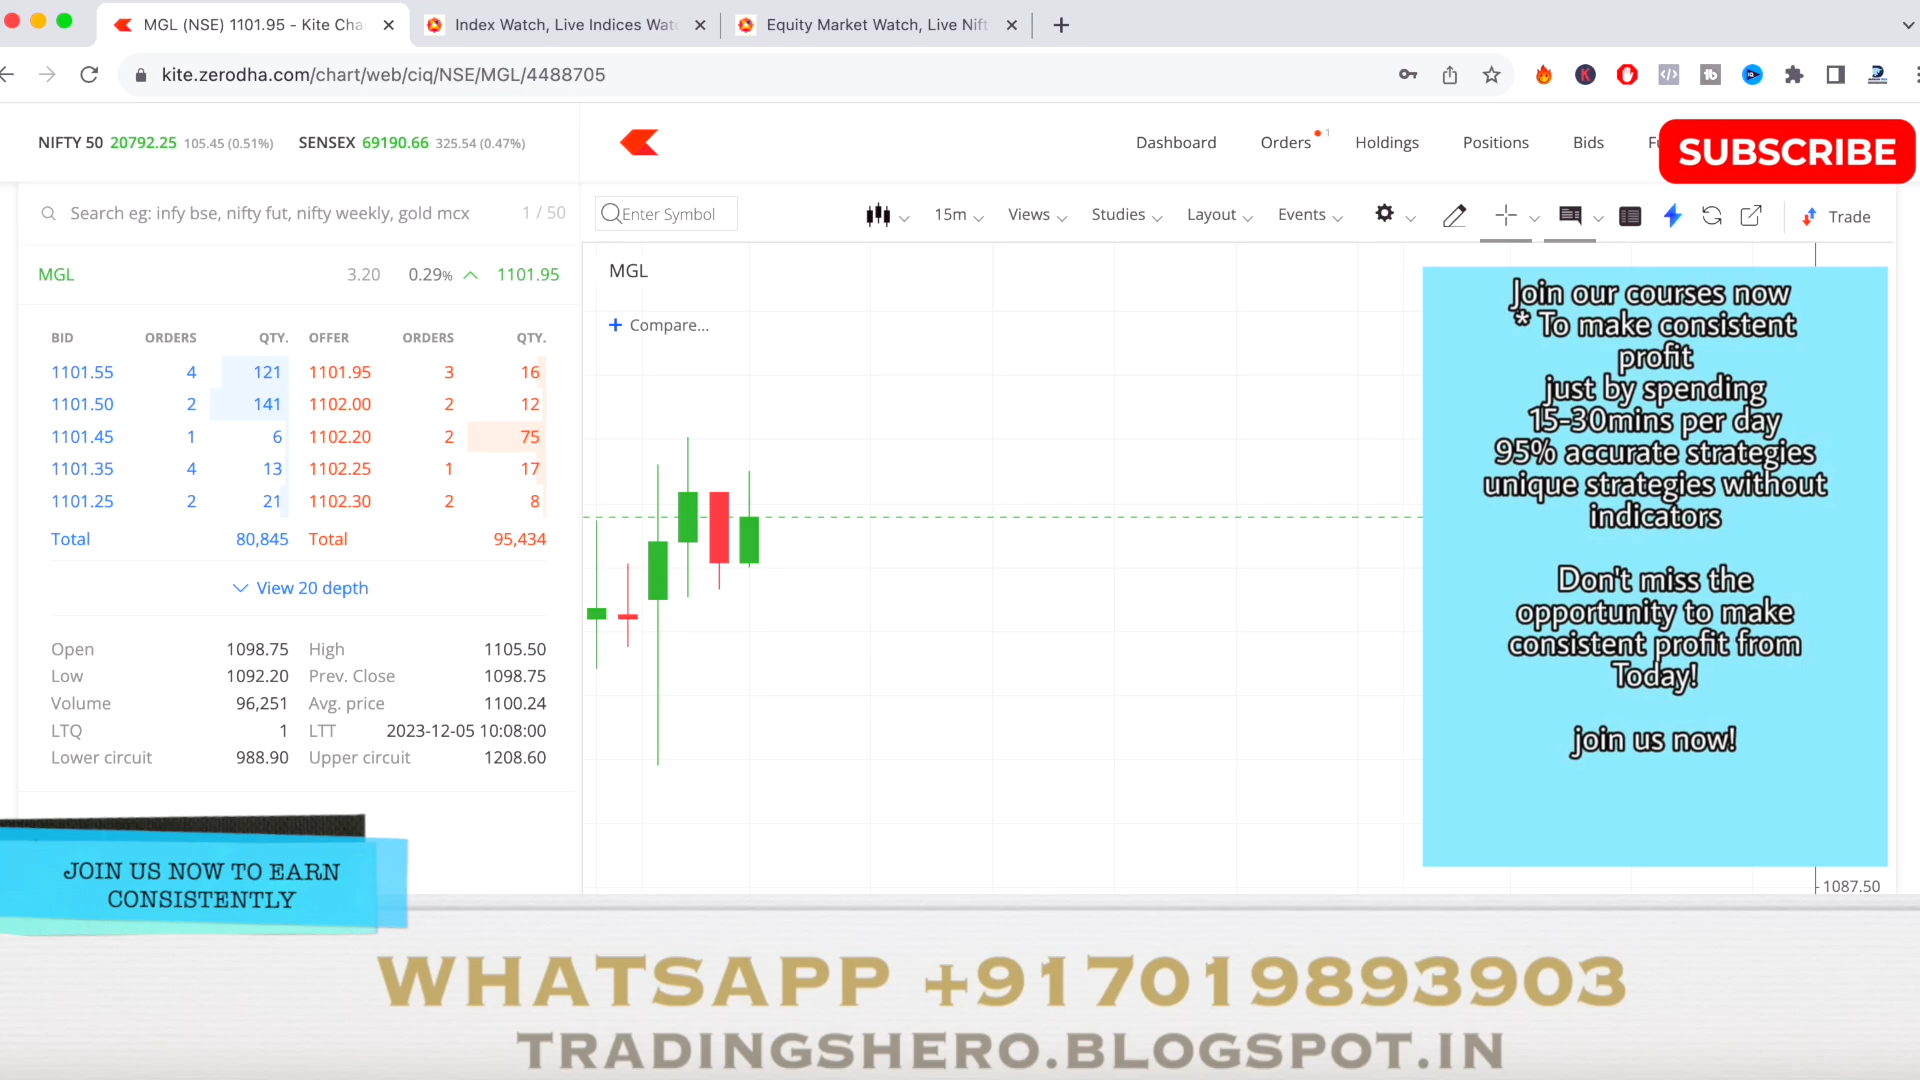 MGL (NSE) 1101.95 - Kite Cha
Index Watch, Live Indices Wat
Equity Market Watch, Live Nift
kite.zerodha.com/chart/web/ciq/NSE/MGL/4488705
NIFTY 50 20792.25 105.45 (0.51%) SENSEX 69190.66 325.54 (0.47%)
Dashboard Orders 1 Holdings Positions Bids Fu
SUBSCRIBE
Search eg: infy bse, nifty fut, nifty weekly, gold mcx 1 / 50
Enter Symbol 15m Views Studies Layout Events Trade
MGL 3.20 0.29% 1101.95
MGL
Compare...
BID ORDERS QTY. OFFER ORDERS QTY.
1101.55 4 121 1101.95 3 16
1101.50 2 141 1102.00 2 12
1101.45 1 6 1102.20 2 75
1101.35 4 13 1102.25 1 17
1101.25 2 21 1102.30 2 8
Total 80,845 Total 95,434
View 20 depth
Open 1098.75 High 1105.50
Low 1092.20 Prev. Close 1098.75
Volume 96,251 Avg. price 1100.24
LTQ 1 LTT 2023-12-05 10:08:00
Lower circuit 988.90 Upper circuit 1208.60
Join our courses now
* To make consistent
profit
just by spending
15-30mins per day
95% accurate strategies
unique strategies without
indicators
Don't miss the
opportunity to make
consistent profit from
Today!
join us now!
1087.50
JOIN US NOW TO EARN
CONSISTENTLY
WHATSAPP +917019893903
TRADINGSHERO.BLOGSPOT.IN